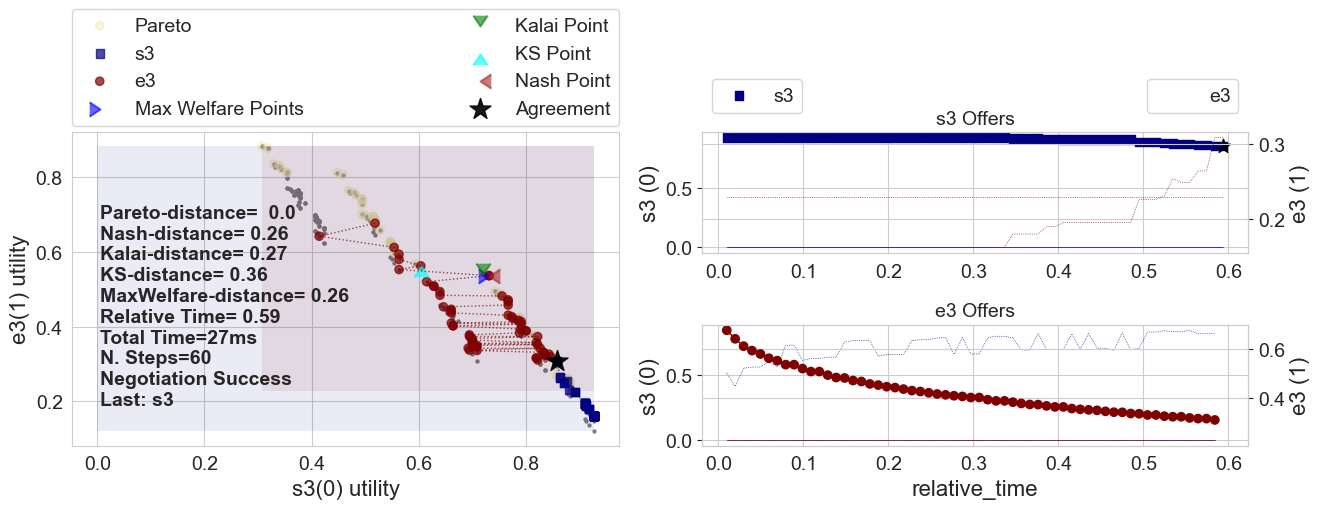 Pareto
s3
e3
Max Welfare Points
Kalai Point
KS Point
Nash Point
Agreement
0.8
0.6
0.4
0.2
e3(1) utility
Pareto-distance= 0.0
Nash-distance= 0.26
Kalai-distance= 0.27
KS-distance= 0.36
MaxWelfare-distance= 0.26
Relative Time= 0.59
Total Time=27ms
N. Steps=60
Negotiation Success
Last: s3
0.0 0.2 0.4 0.6 0.8
s3(0) utility
s3
e3
s3 Offers
s3 (0)
0.5
0.0
0.3
0.2
e3 (1)
0.0 0.1 0.2 0.3 0.4 0.5 0.6
e3 Offers
s3 (0)
0.5
0.0
0.6
0.4
e3 (1)
0.0 0.1 0.2 0.3 0.4 0.5 0.6
relative_time